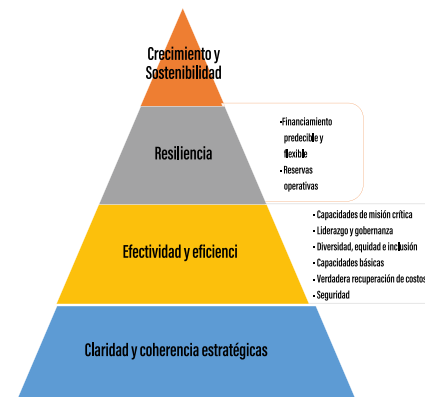 Crecimiento y
Sostenibilidad
Resiliencia
-Financiamiento
predecible y
flexible
- Reservas
operativas
Efectividad y eficienci
- Capacidades de misión crítica
- Liderazgo y gobernanza
- Diversidad, equidad e inclusión
- Capacidades básicas
- Verdadera recuperación de costos
- Seguridad
Claridad y coherencia estratégicas